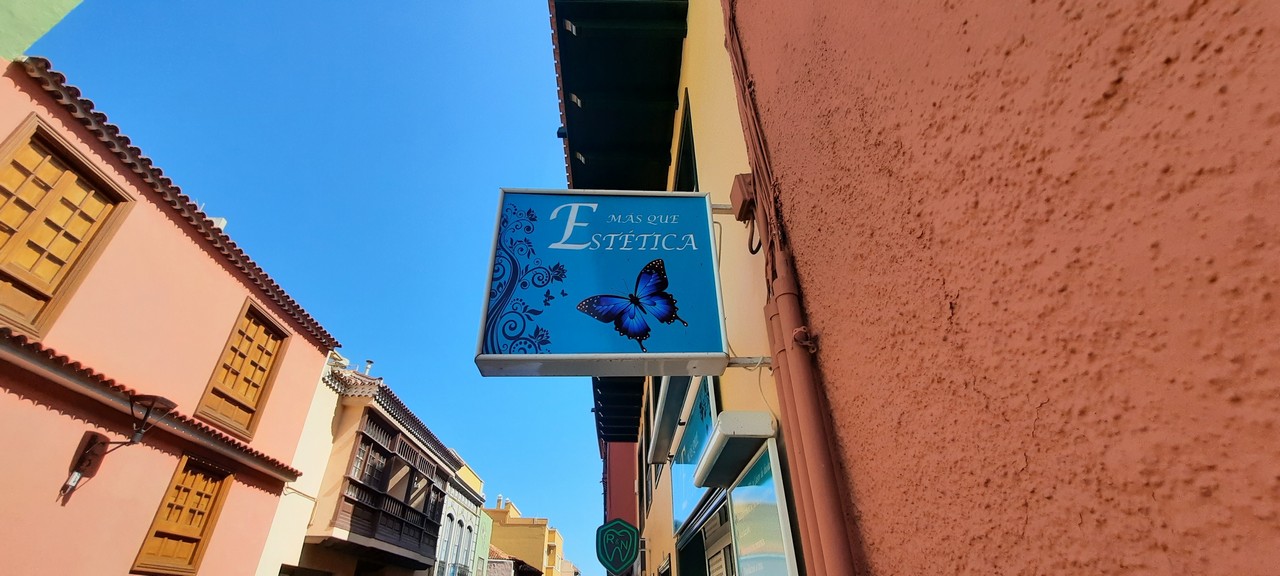 MAS QUE
ESTÉTICA
R&N